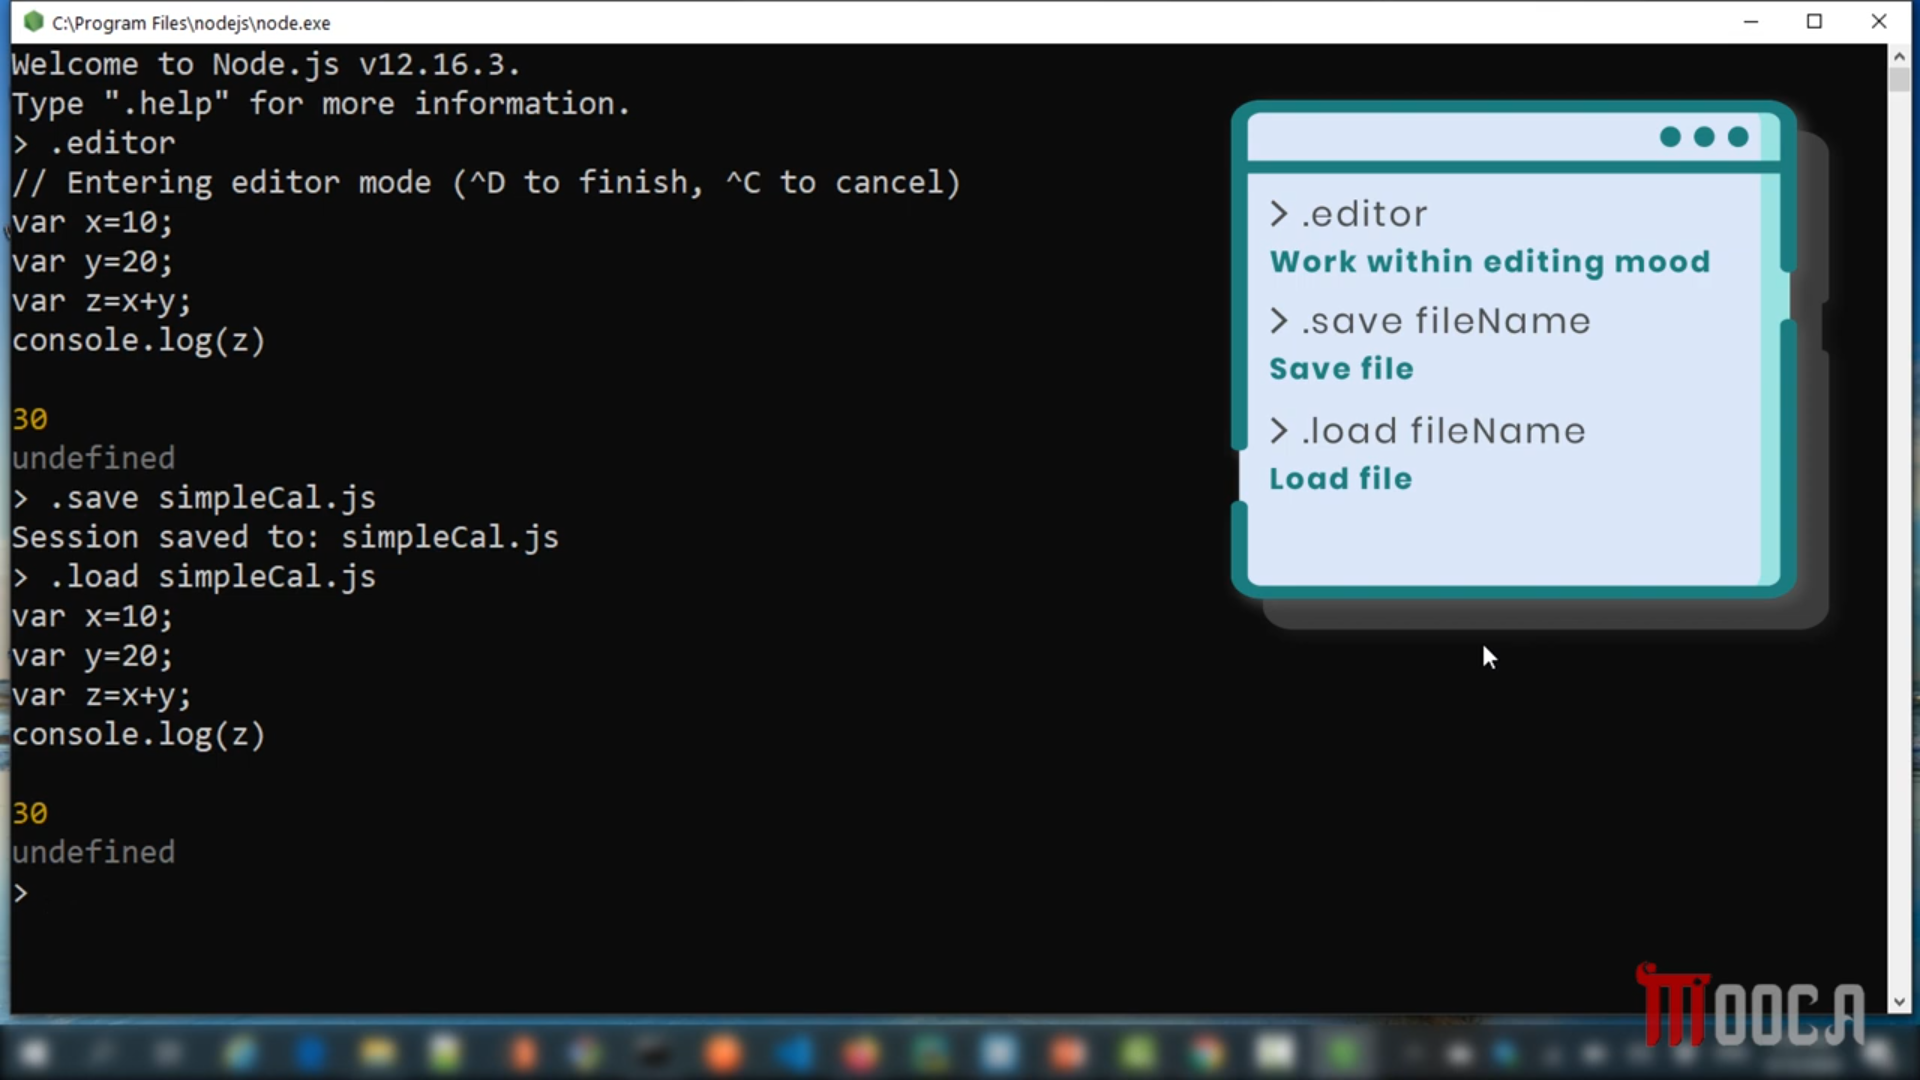 C:\Program Files\nodejs\node.exe
Welcome to Node.js v12.16.3.
Type ".help" for more information.
> .editor
// Entering editor mode (^D to finish, ^C to cancel)
var x=10;
var y=20;
var z=x+y;
console.log(z)
30
undefined
> .save simpleCal.js
Session saved to: simpleCal.js
> .load simpleCal.js
var x=10;
var y=20;
var z=x+y;
console.log(z)
30
undefined
>
> .editor
Work within editing mood
> .save fileName
Save file
> .load fileName
Load file
MOOCA